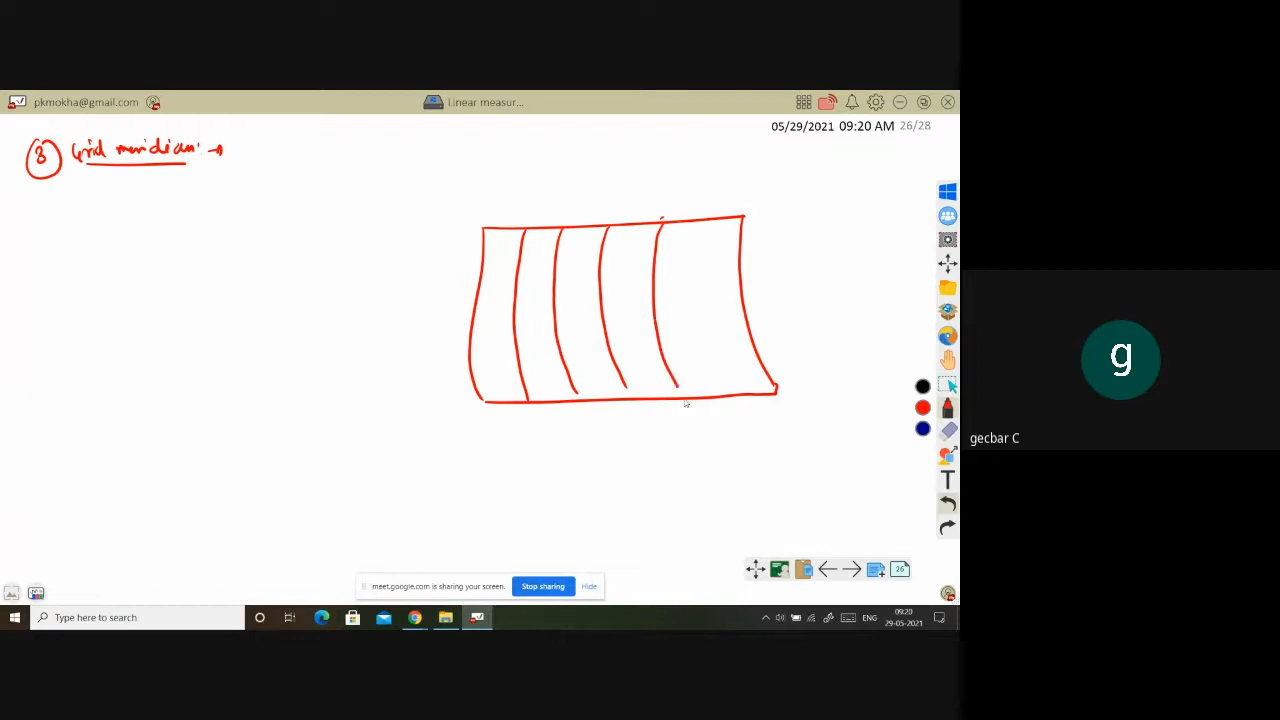 pkmokha@gmail.com
Linear measur...
05/29/2021 09:20 AM 26/28
8 Grid meridian →
T
g
gecbar C
26
meet.google.com is sharing your screen. Stop sharing Hide
Type here to search
ENG
09:20
29-05-2021